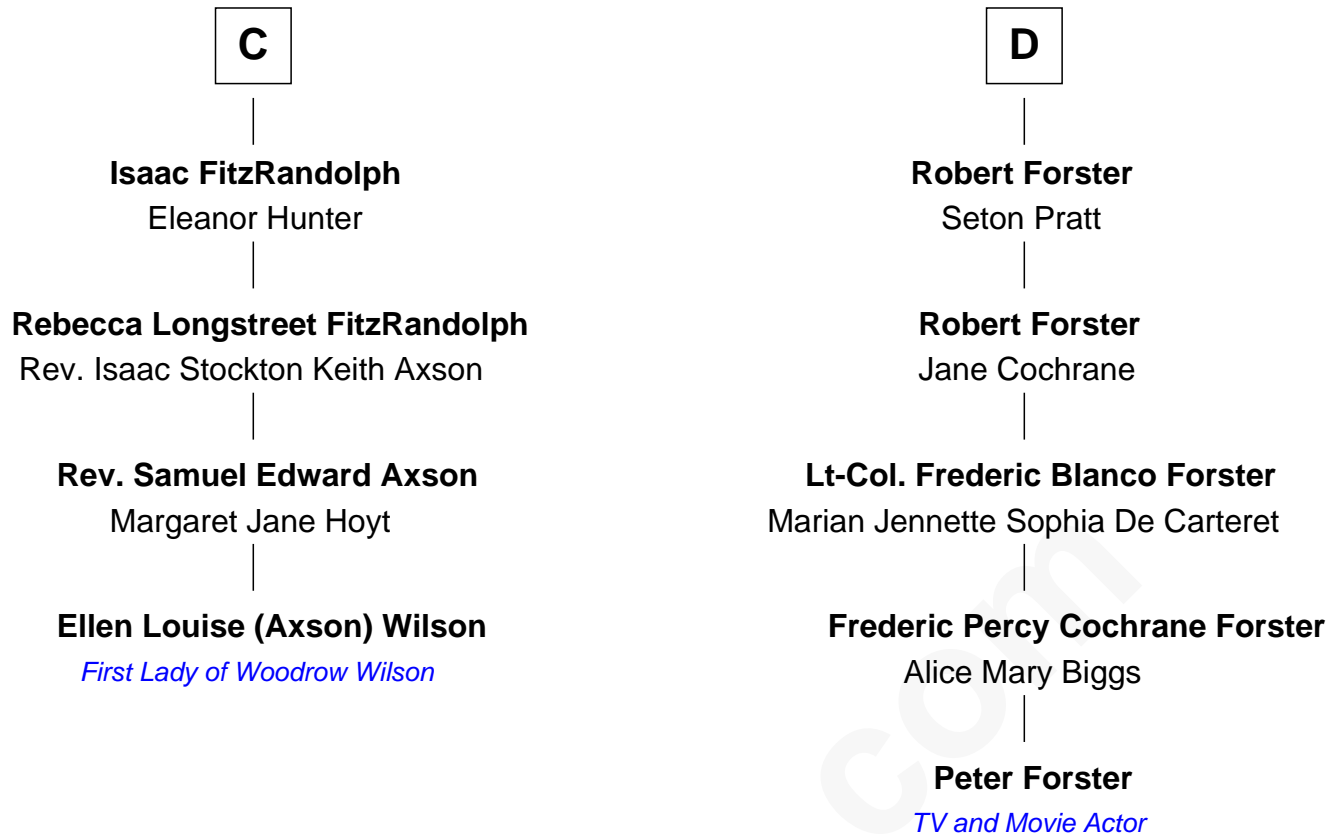 C
Isaac FitzRandolph
Eleanor Hunter
Rebecca Longstreet FitzRandolph
Rev. Isaac Stockton Keith Axson
Rev. Samuel Edward Axson
Margaret Jane Hoyt
Ellen Louise (Axson) Wilson
First Lady of Woodrow Wilson
D
Robert Forster
Seton Pratt
Robert Forster
Jane Cochrane
Lt-Col. Frederic Blanco Forster
Marian Jennette Sophia De Carteret
Frederic Percy Cochrane Forster
Alice Mary Biggs
Peter Forster
TV and Movie Actor
com